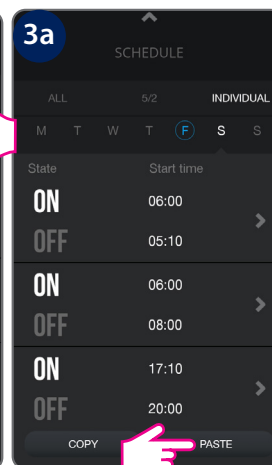 3a
SCHEDULE
ALL 5/2 INDIVIDUAL
M T W T F S S
State Start time
ON 06:00
OFF 05:10
ON 06:00
OFF 08:00
ON 17:10
OFF 20:00
COPY PASTE